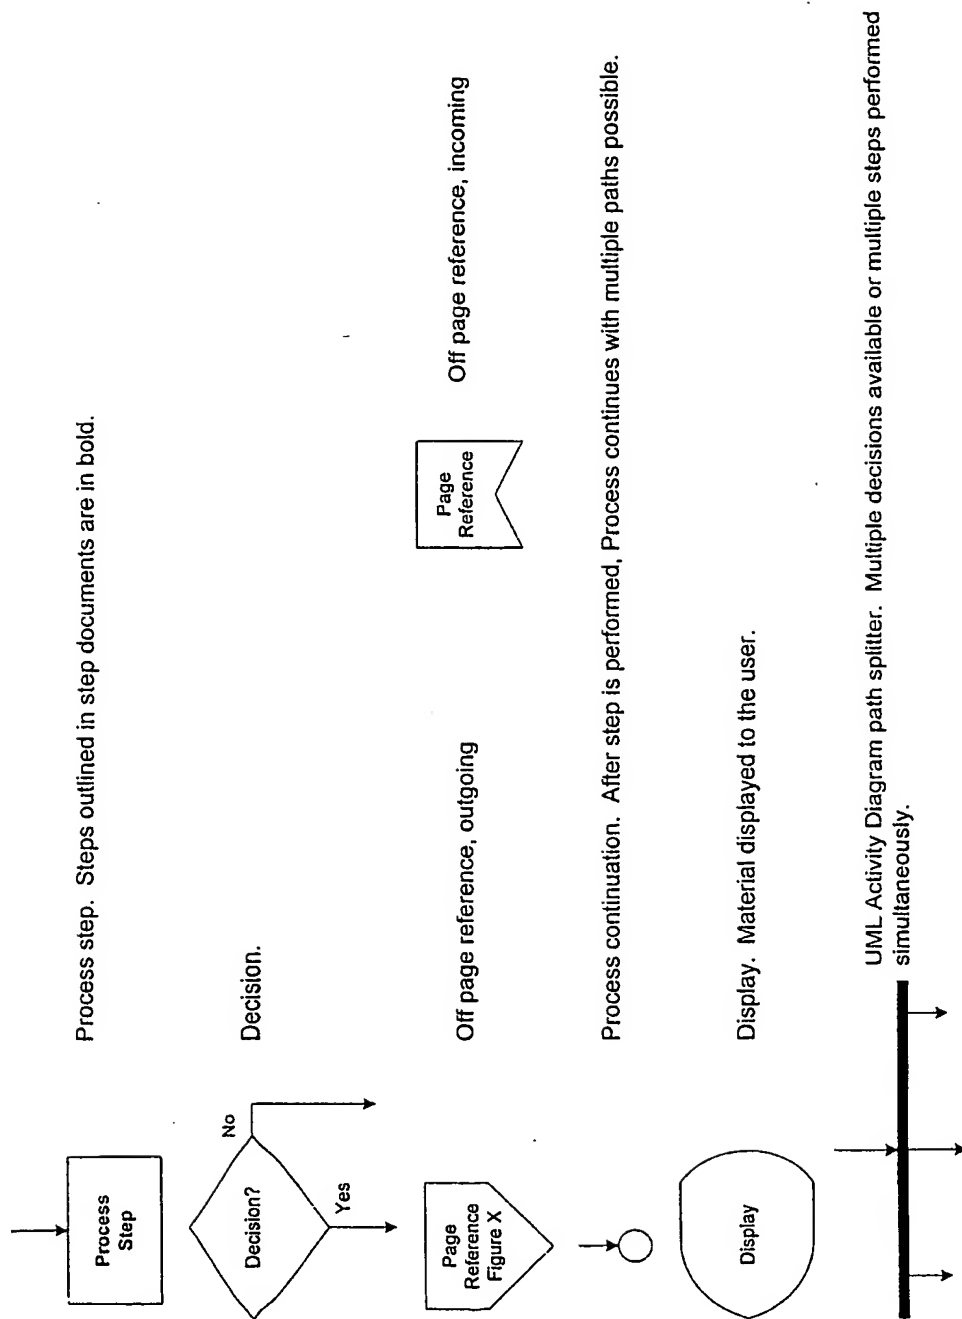 Process
Step
Process step. Steps outlined in step documents are in bold.
Decision?
No
Yes
Decision.
Page
Reference
Figure X
Off page reference, outgoing
Page
Reference
Off page reference, incoming
Process continuation. After step is performed, Process continues with multiple paths possible.
Display
Display. Material displayed to the user.
UML Activity Diagram path splitter. Multiple decisions available or multiple steps performed
simultaneously.